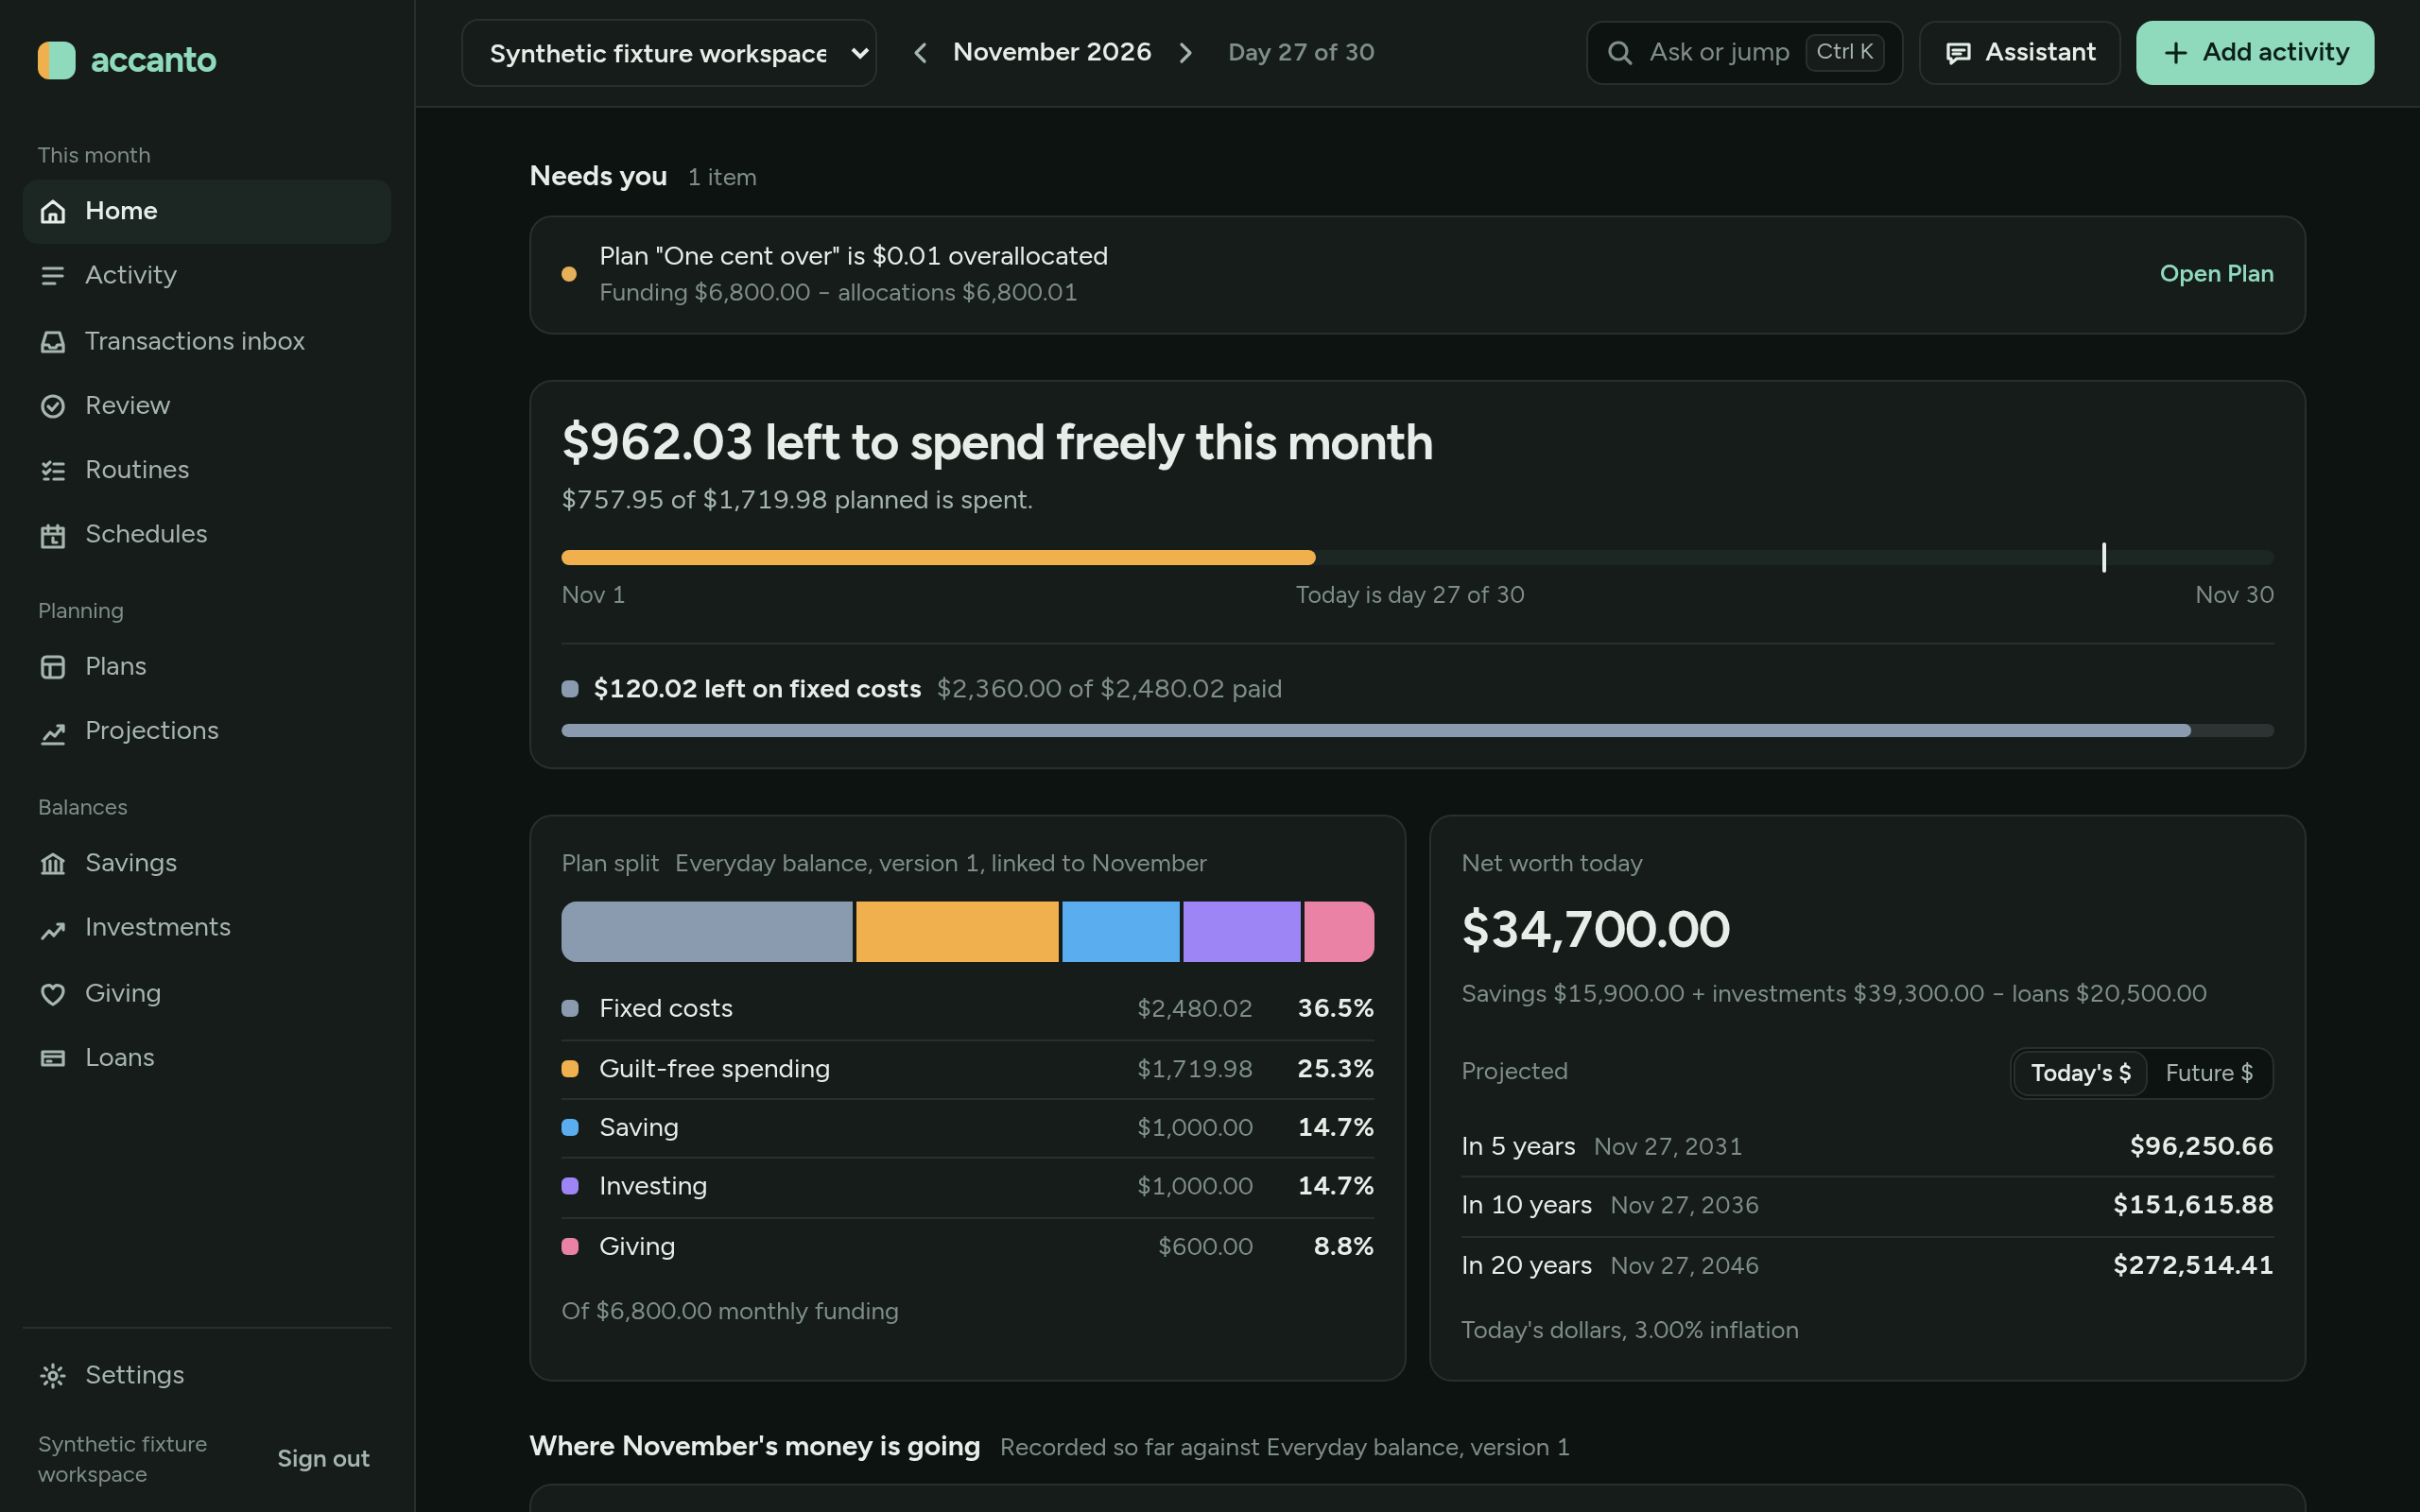 accanto
This month
Home
Activity
Transactions inbox
Review
Routines
Schedules
Planning
Plans
Projections
Balances
Savings
Investments
Giving
Loans
Settings
Synthetic fixture
workspace
Sign out
Synthetic fixture workspace
November 2026
Day 27 of 30
Ask or jump
Ctrl K
Assistant
Add activity
Needs you 1 item
Plan "One cent over" is $0.01 overallocated
Funding $6,800.00 − allocations $6,800.01
Open Plan
$962.03 left to spend freely this month
$757.95 of $1,719.98 planned is spent.
Nov 1
Today is day 27 of 30
Nov 30
$120.02 left on fixed costs $2,360.00 of $2,480.02 paid
Plan split Everyday balance, version 1, linked to November
Fixed costs $2,480.02 36.5%
Guilt-free spending $1,719.98 25.3%
Saving $1,000.00 14.7%
Investing $1,000.00 14.7%
Giving $600.00 8.8%
Of $6,800.00 monthly funding
Net worth today
$34,700.00
Savings $15,900.00 + investments $39,300.00 − loans $20,500.00
Projected
Today's $
Future $
In 5 years Nov 27, 2031 $96,250.66
In 10 years Nov 27, 2036 $151,615.88
In 20 years Nov 27, 2046 $272,514.41
Today's dollars, 3.00% inflation
Where November's money is going Recorded so far against Everyday balance, version 1